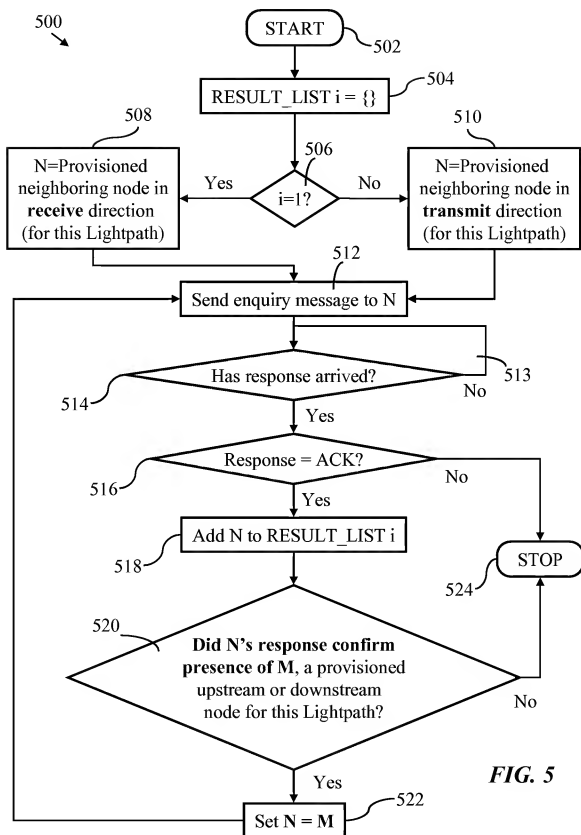 500
START
502
RESULT_LIST i = {}
504
508
N=Provisioned
neighboring node in
receive direction
(for this Lightpath)
Yes
506
i=1?
No
510
N=Provisioned
neighboring node in
transmit direction
(for this Lightpath)
512
Send enquiry message to N
Has response arrived?
513
No
514
Yes
Response = ACK?
No
516
Yes
Add N to RESULT_LIST i
518
STOP
524
520
Did N's response confirm
presence of M, a provisioned
upstream or downstream
node for this Lightpath?
No
Yes
FIG. 5
Set N = M
522